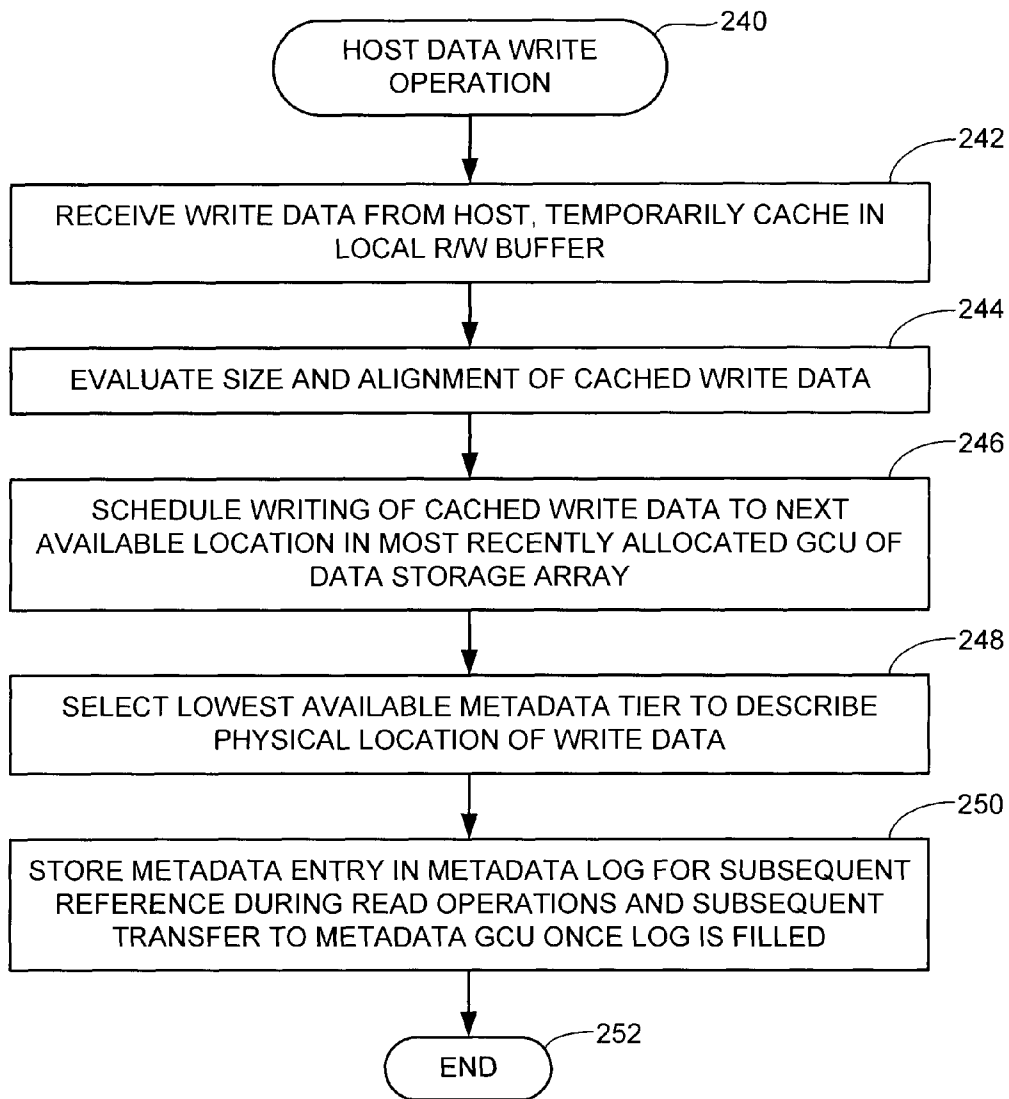 240
HOST DATA WRITE
OPERATION
242
RECEIVE WRITE DATA FROM HOST, TEMPORARILY CACHE IN
LOCAL R/W BUFFER
244
EVALUATE SIZE AND ALIGNMENT OF CACHED WRITE DATA
246
SCHEDULE WRITING OF CACHED WRITE DATA TO NEXT
AVAILABLE LOCATION IN MOST RECENTLY ALLOCATED GCU OF
DATA STORAGE ARRAY
248
SELECT LOWEST AVAILABLE METADATA TIER TO DESCRIBE
PHYSICAL LOCATION OF WRITE DATA
250
STORE METADATA ENTRY IN METADATA LOG FOR SUBSEQUENT
REFERENCE DURING READ OPERATIONS AND SUBSEQUENT
TRANSFER TO METADATA GCU ONCE LOG IS FILLED
252
END